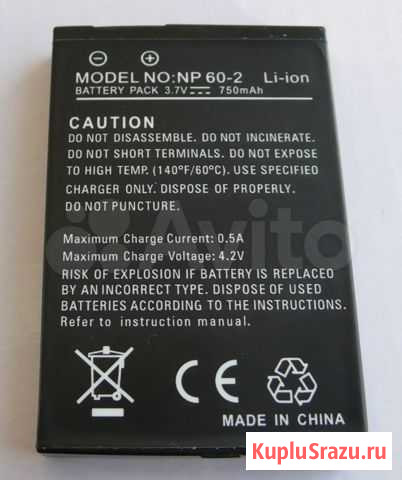 MODEL NO:NP 60-2 Li-ion
BATTERY PACK 3.7V⎓ 750mAh
CAUTION
DO NOT DISASSEMBLE, DO NOT INCINERATE.
DO NOT SHORT TERMINALS. DO NOT EXPOSE
TO HIGH TEMP. (140°F/60°C). USE SPECIFIED
CHARGER ONLY. DISPOSE OF PROPERLY.
DO NOT PUNCTURE.
Maximum Charge Current: 0.5A
Maximum Charge Voltage: 4.2V
RISK OF EXPLOSION IF BATTERY IS REPLACED
BY AN INCORRECT TYPE. DISPOSE OF USED
BATTERIES ACCORDING TO THE INSTRUCTIONS.
Refer to instruction manual.
Avito
CE
MADE IN CHINA
KupluSrazu.ru